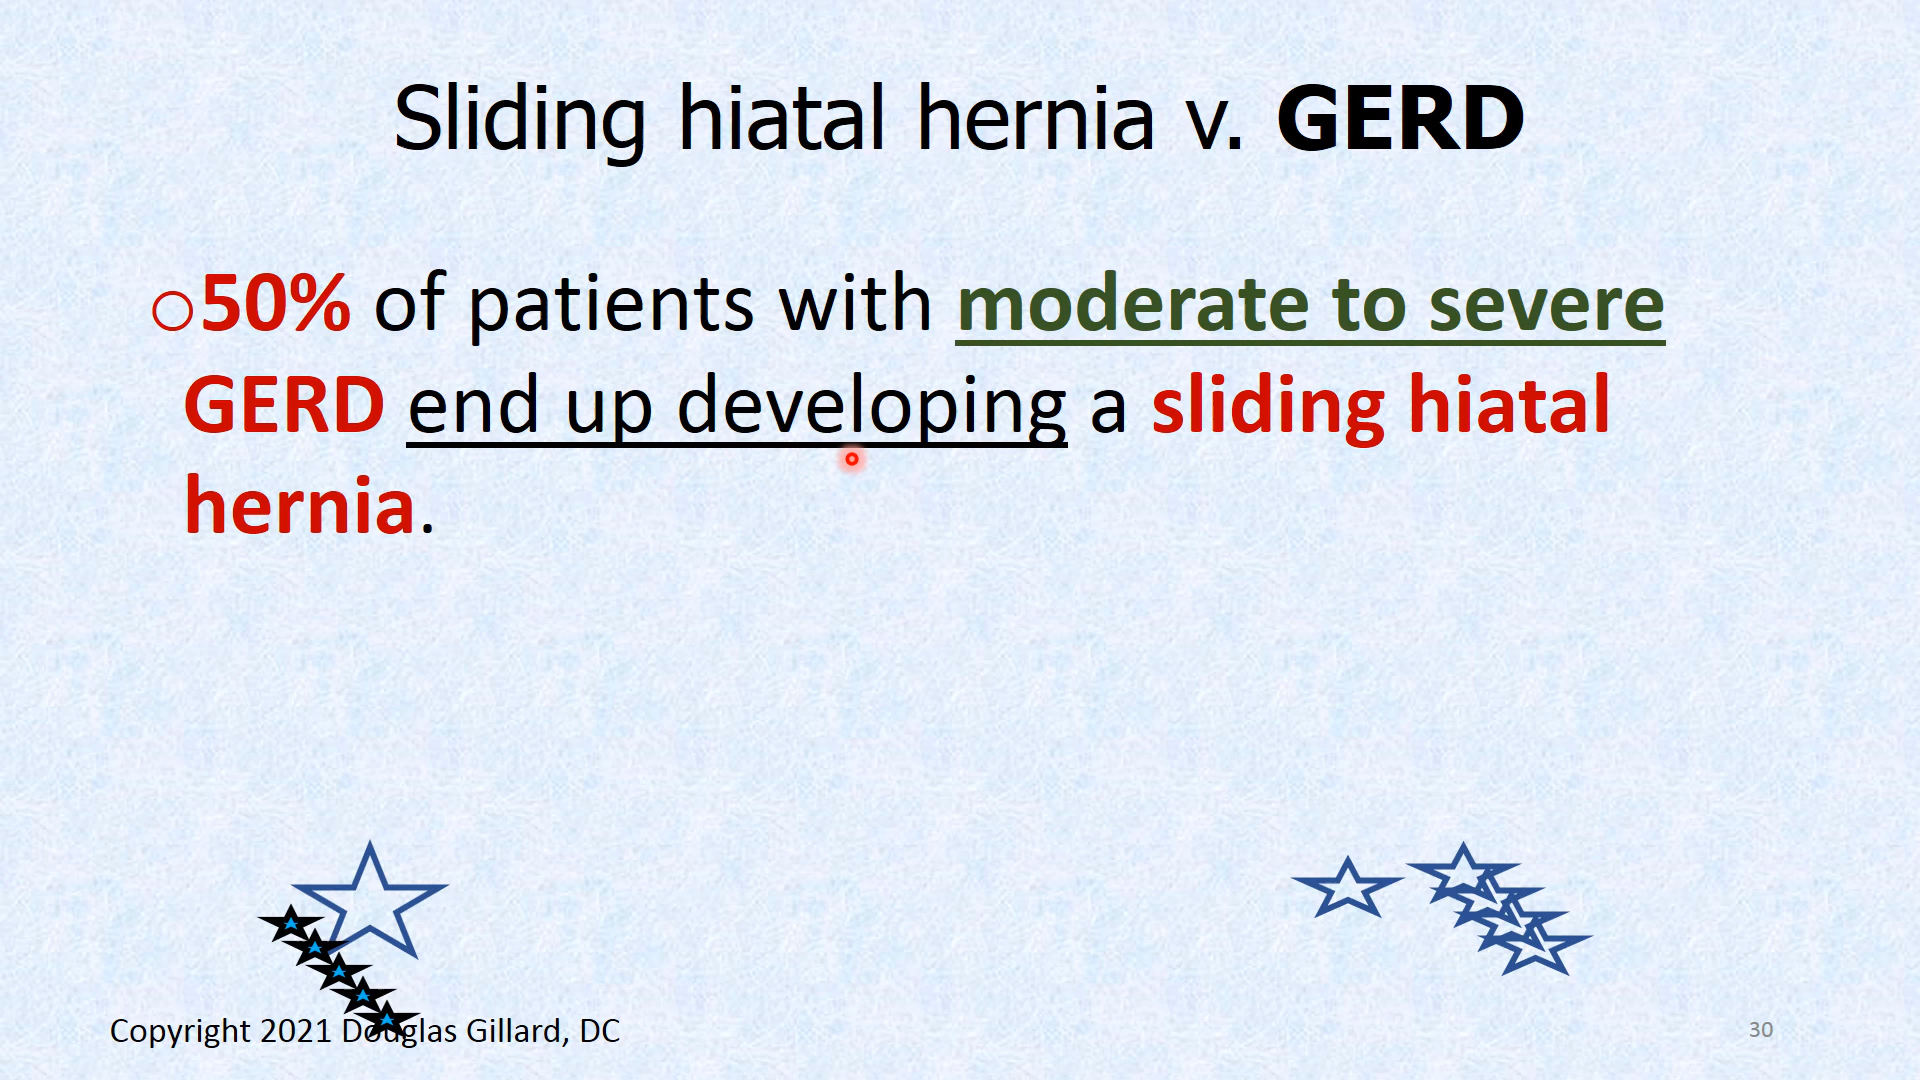 Sliding hiatal hernia v. GERD
50% of patients with moderate to severe
GERD end up developing a sliding hiatal
hernia.
Copyright 2021 Douglas Gillard, DC
30